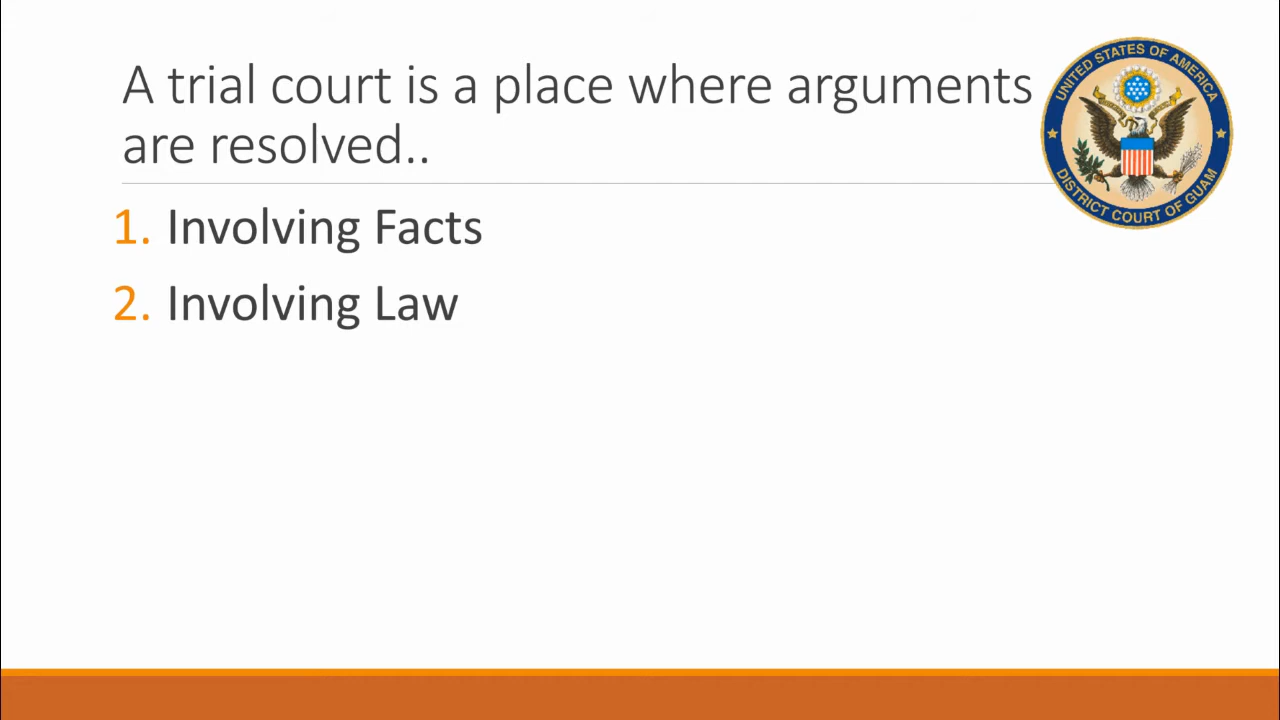 A trial court is a place where arguments
are resolved..
1. Involving Facts
2. Involving Law
UNITED STATES OF AMERICA
DISTRICT COURT OF GUAM